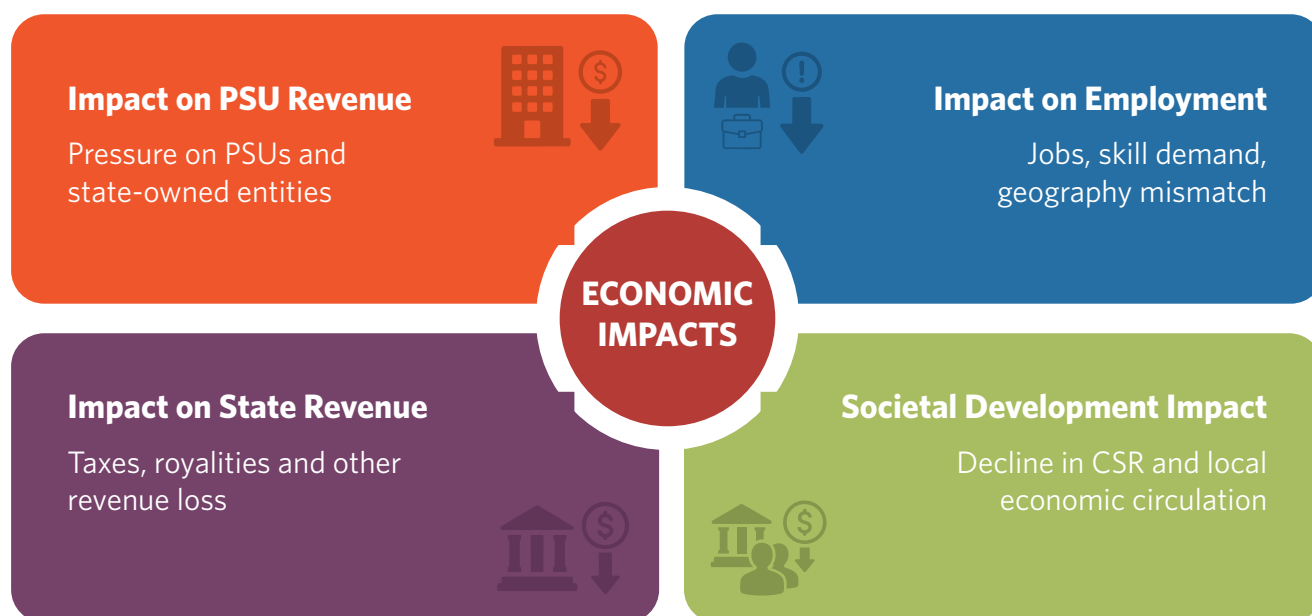 Impact on PSU Revenue
Pressure on PSUs and
state-owned entities
Impact on Employment
Jobs, skill demand,
geography mismatch
ECONOMIC
IMPACTS
Impact on State Revenue
Taxes, royalities and other
revenue loss
Societal Development Impact
Decline in CSR and local
economic circulation